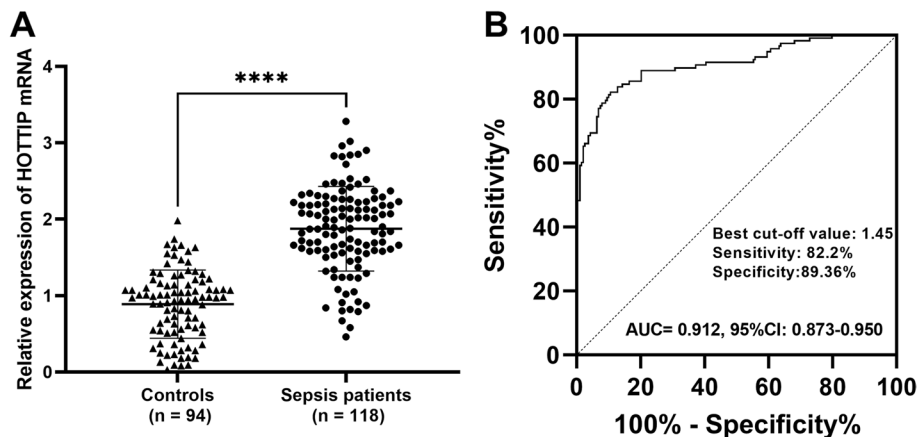 A
Relative expression of HOTTIP mRNA
4
3
2
1
0
****
Controls
(n = 94)
Sepsis patients
(n = 118)
B
Sensitivity%
100
80
60
40
20
0
Best cut-off value: 1.45
Sensitivity: 82.2%
Specificity:89.36%
AUC= 0.912, 95%CI: 0.873-0.950
0 20 40 60 80 100
100% - Specificity%